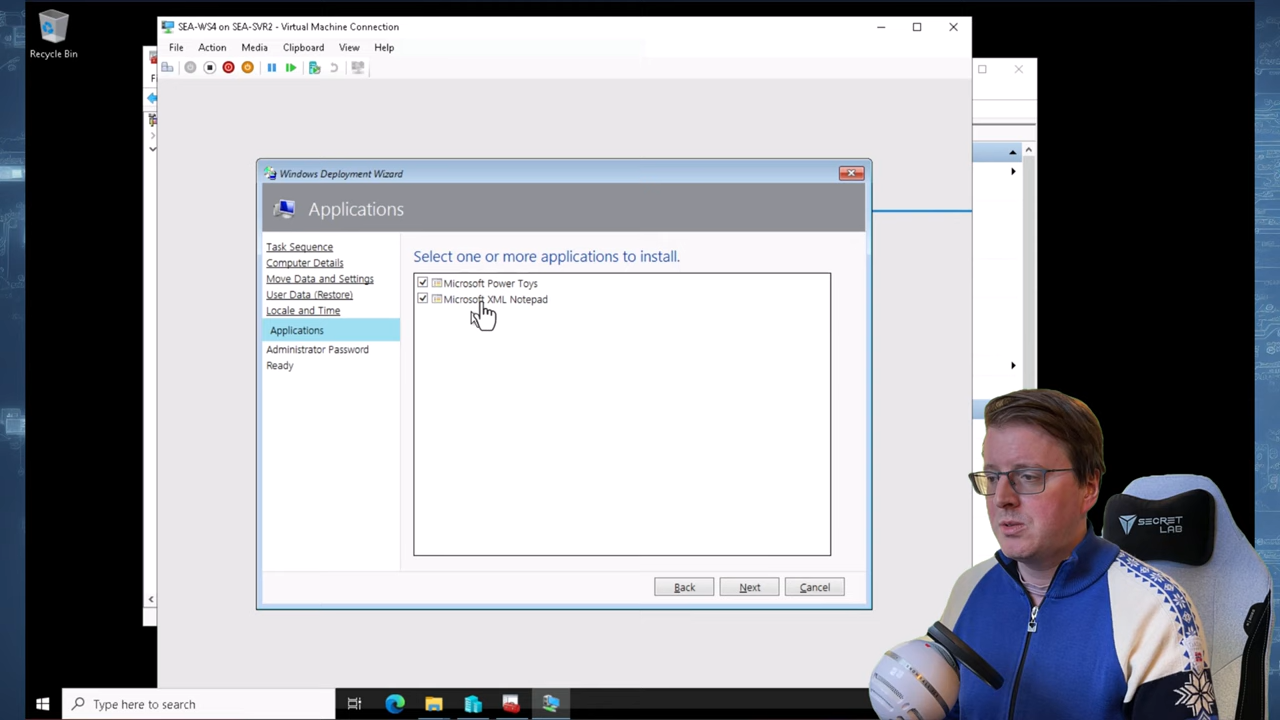 Recycle Bin
SEA-WS4 on SEA-SVR2 - Virtual Machine Connection
File Action Media Clipboard View Help
Windows Deployment Wizard
Applications
Task Sequence
Computer Details
Move Data and Settings
User Data (Restore)
Locale and Time
Applications
Administrator Password
Ready
Select one or more applications to install.
Microsoft Power Toys
Microsoft XML Notepad
Back Next Cancel
SECRET
LAB
Type here to search